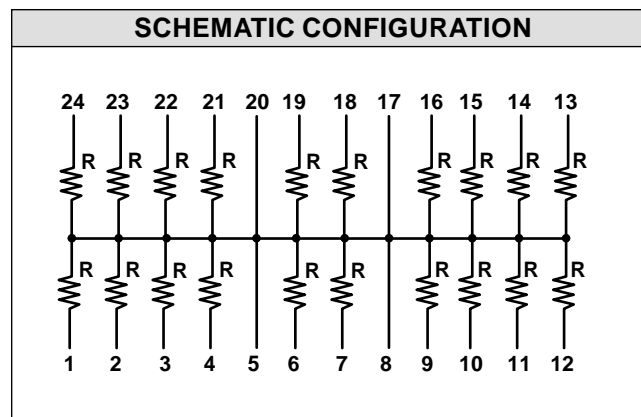 SCHEMATIC CONFIGURATION
24 23 22 21 20 19 18 17 16 15 14 13
R R R R R R R R R R
R R R R R R R R R R
1 2 3 4 5 6 7 8 9 10 11 12